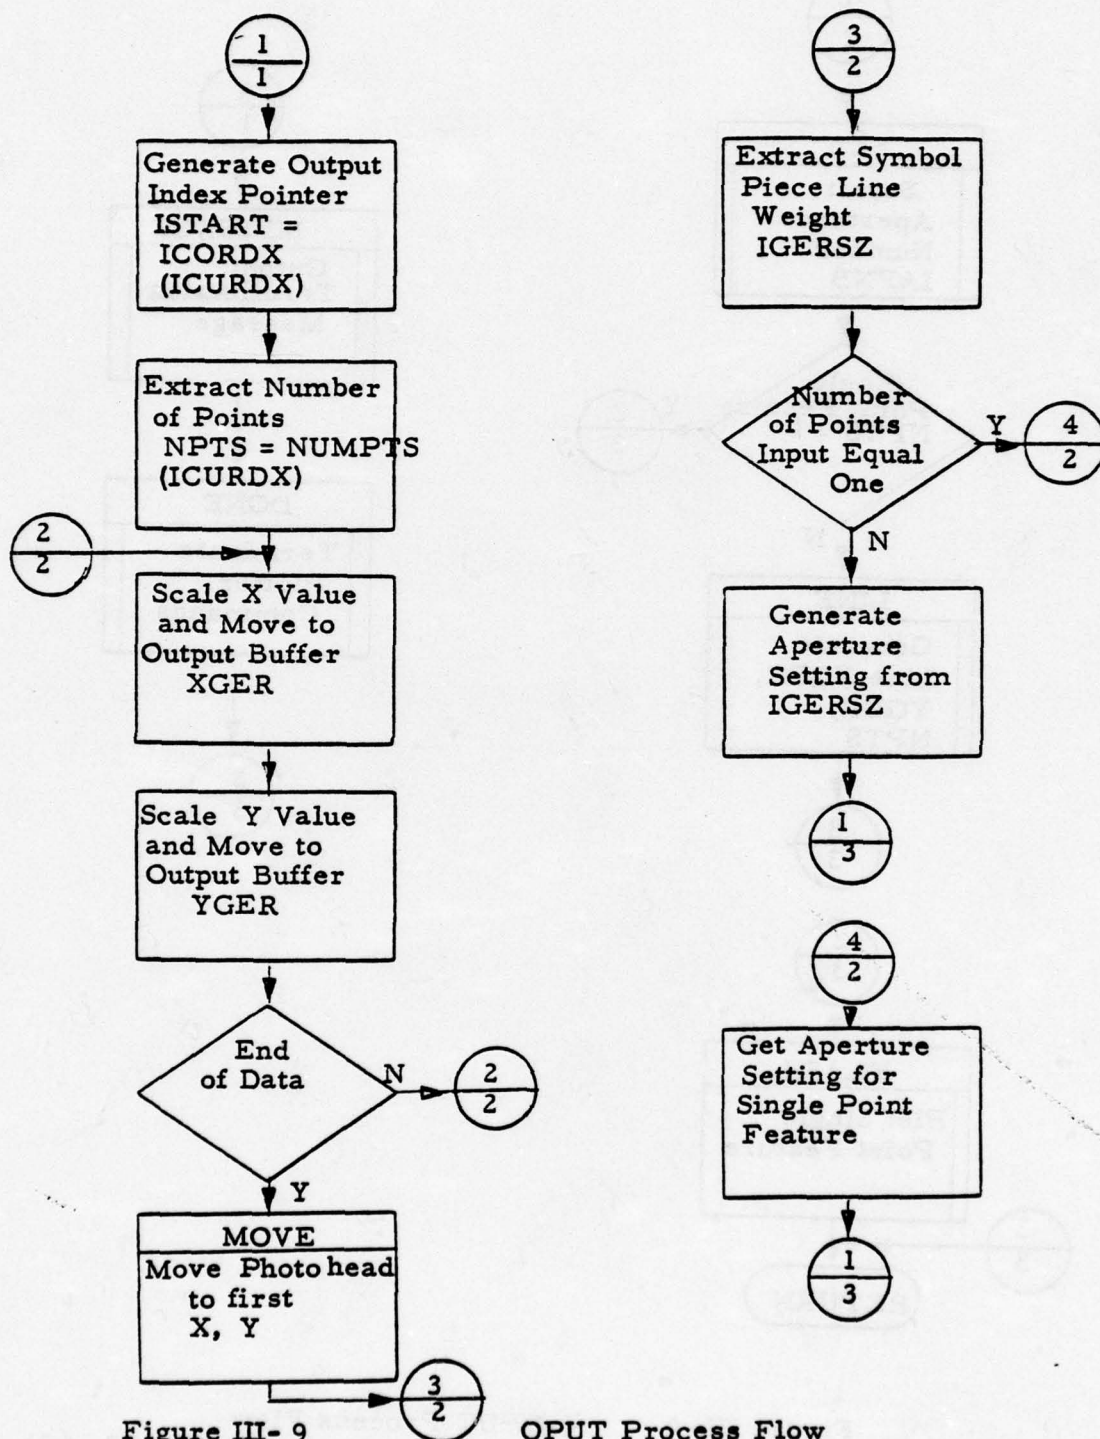 1
1
Generate Output
Index Pointer
ISTART =
ICORDX
(ICURDX)
Extract Number
of Points
NPTS = NUMPTS
(ICURDX)
2
2
Scale X Value
and Move to
Output Buffer
XGER
Scale Y Value
and Move to
Output Buffer
YGER
End
of Data
N
2
2
Y
MOVE
Move Photo head
to first
X, Y
3
2
3
2
Extract Symbol
Piece Line
Weight
IGERSZ
Number
of Points
Input Equal
One
Y
4
2
N
Generate
Aperture
Setting from
IGERSZ
1
3
4
2
Get Aperture
Setting for
Single Point
Feature
1
3
Figure III- 9 OPUT Process Flow